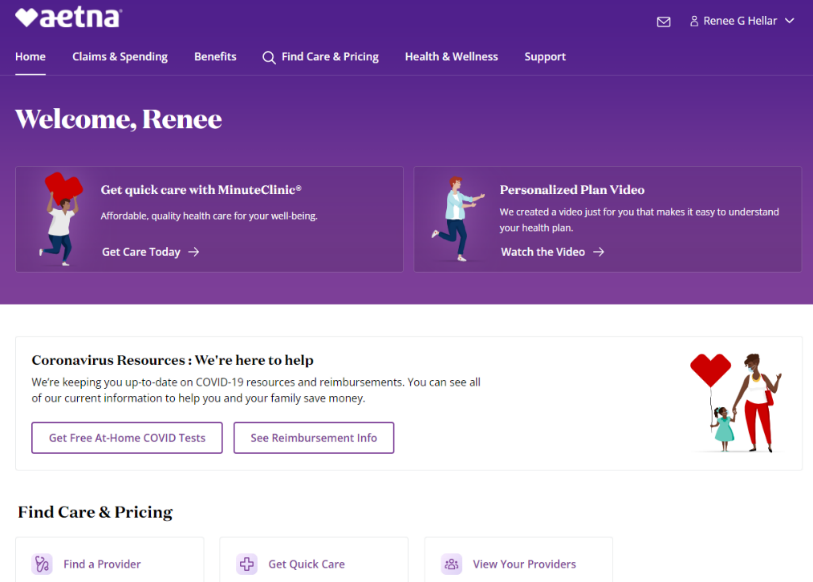 aetna
Renee G Hellar
Home Claims & Spending Benefits Find Care & Pricing Health & Wellness Support
Welcome, Renee
Get quick care with MinuteClinic®
Affordable, quality health care for your well-being.
Get Care Today →
Personalized Plan Video
We created a video just for you that makes it easy to understand
your health plan.
Watch the Video →
Coronavirus Resources : We're here to help
We're keeping you up-to-date on COVID-19 resources and reimbursements. You can see all
of our current information to help you and your family save money.
Get Free At-Home COVID Tests
See Reimbursement Info
Find Care & Pricing
Find a Provider
Get Quick Care
View Your Providers